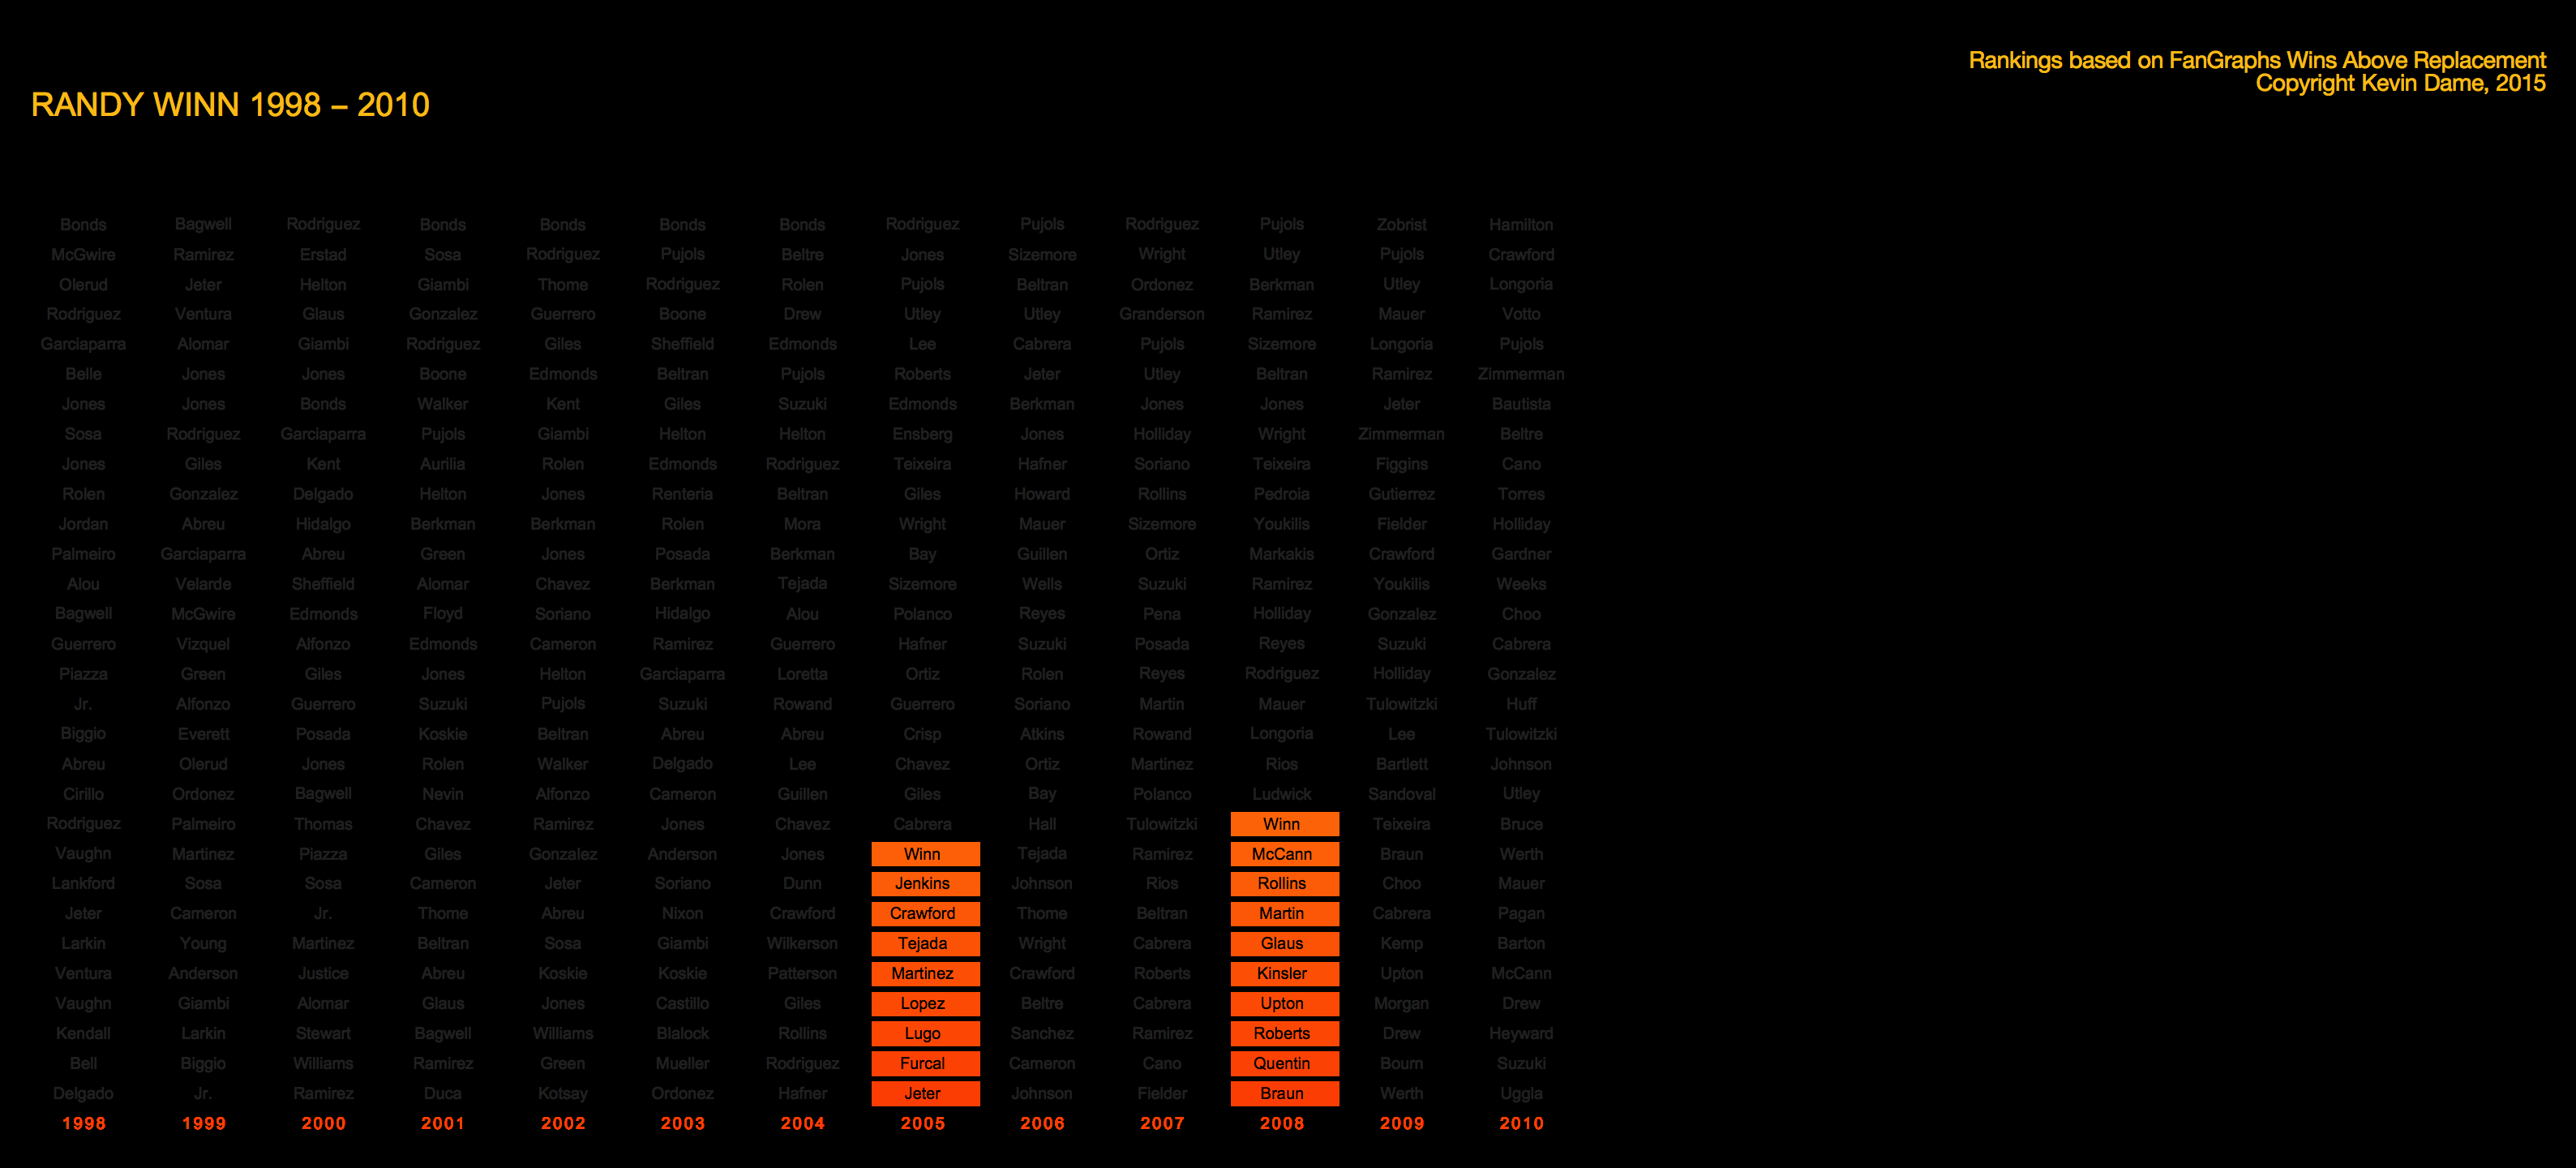 Rankings based on FanGraphs Wins Above Replacement
Copyright Kevin Dame, 2015
RANDY WINN 1998 – 2010
Bonds Bagwell Rodriguez Bonds Bonds Bonds Bonds Rodriguez Pujols Rodriguez Pujols Zobrist Hamilton
McGwire Ramirez Erstad Sosa Rodriguez Pujols Beltre Jones Sizemore Wright Utley Pujols Crawford
Olerud Jeter Helton Giambi Thome Rodriguez Rolen Pujols Beltran Ordonez Berkman Utley Longoria
Rodriguez Ventura Glaus Gonzalez Guerrero Boone Drew Utley Utley Granderson Ramirez Mauer Votto
Garciaparra Alomar Giambi Rodriguez Giles Sheffield Edmonds Lee Cabrera Pujols Sizemore Longoria Pujols
Belle Jones Jones Boone Edmonds Beltran Pujols Roberts Jeter Utley Beltran Ramirez Zimmerman
Jones Jones Bonds Walker Kent Giles Suzuki Edmonds Berkman Jones Jones Jeter Bautista
Sosa Rodriguez Garciaparra Pujols Giambi Helton Helton Ensberg Jones Holliday Wright Zimmerman Beltre
Jones Giles Kent Aurilia Rolen Edmonds Rodriguez Teixeira Hafner Soriano Teixeira Figgins Cano
Rolen Gonzalez Delgado Helton Jones Renteria Beltran Giles Howard Rollins Pedroia Gutierrez Torres
Jordan Abreu Hidalgo Berkman Berkman Rolen Mora Wright Mauer Sizemore Youkilis Fielder Holliday
Palmeiro Garciaparra Abreu Green Jones Posada Berkman Bay Guillen Ortiz Markakis Crawford Gardner
Alou Velarde Sheffield Alomar Chavez Berkman Tejada Sizemore Wells Suzuki Ramirez Youkilis Weeks
Bagwell McGwire Edmonds Floyd Soriano Hidalgo Alou Polanco Reyes Pena Holliday Gonzalez Choo
Guerrero Vizquel Alfonzo Edmonds Cameron Ramirez Guerrero Hafner Suzuki Posada Reyes Suzuki Cabrera
Piazza Green Giles Jones Helton Garciaparra Loretta Ortiz Rolen Reyes Rodriguez Holliday Gonzalez
Jr. Alfonzo Guerrero Suzuki Pujols Suzuki Rowand Guerrero Soriano Martin Mauer Tulowitzki Huff
Biggio Everett Posada Koskie Beltran Abreu Abreu Crisp Atkins Rowand Longoria Lee Tulowitzki
Abreu Olerud Jones Rolen Walker Delgado Lee Chavez Ortiz Martinez Rios Bartlett Johnson
Cirillo Ordonez Bagwell Nevin Alfonzo Cameron Guillen Giles Bay Polanco Ludwick Sandoval Utley
Rodriguez Palmeiro Thomas Chavez Ramirez Jones Chavez Cabrera Hall Tulowitzki Winn Teixeira Bruce
Vaughn Martinez Piazza Giles Gonzalez Anderson Jones Winn Tejada Ramirez McCann Braun Werth
Lankford Sosa Sosa Cameron Jeter Soriano Dunn Jenkins Johnson Rios Rollins Choo Mauer
Jeter Cameron Jr. Thome Abreu Nixon Crawford Crawford Thome Beltran Martin Cabrera Pagan
Larkin Young Martinez Beltran Sosa Giambi Wilkerson Tejada Wright Cabrera Glaus Kemp Barton
Ventura Anderson Justice Abreu Koskie Koskie Patterson Martinez Crawford Roberts Kinsler Upton McCann
Vaughn Giambi Alomar Glaus Jones Castillo Giles Lopez Beltre Cabrera Upton Morgan Drew
Kendall Larkin Stewart Bagwell Williams Blalock Rollins Lugo Sanchez Ramirez Roberts Drew Heyward
Bell Biggio Williams Ramirez Green Mueller Rodriguez Furcal Cameron Cano Quentin Bourn Suzuki
Delgado Jr. Ramirez Duca Kotsay Ordonez Hafner Jeter Johnson Fielder Braun Werth Uggla
1998 1999 2000 2001 2002 2003 2004 2005 2006 2007 2008 2009 2010